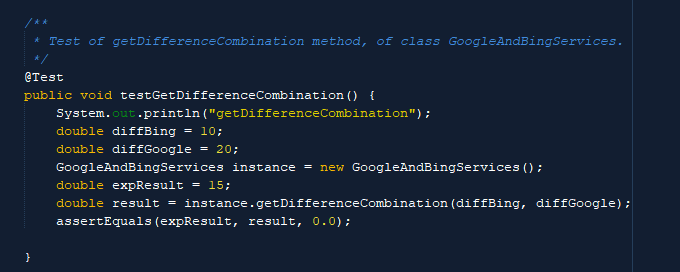 /**
 * Test of getDifferenceCombination method, of class GoogleAndBingServices.
 */
@Test
public void testGetDifferenceCombination() {
    System.out.println("getDifferenceCombination");
    double diffBing = 10;
    double diffGoogle = 20;
    GoogleAndBingServices instance = new GoogleAndBingServices();
    double expResult = 15;
    double result = instance.getDifferenceCombination(diffBing, diffGoogle);
    assertEquals(expResult, result, 0.0);
}